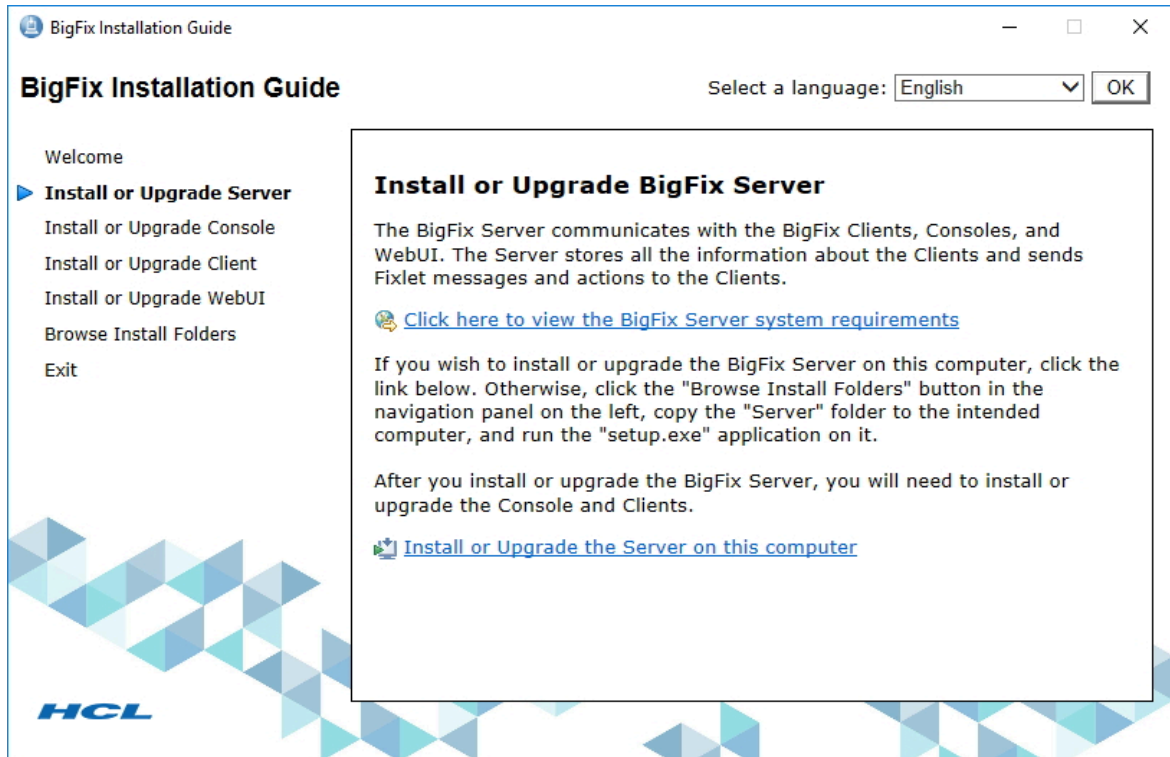 BigFix Installation Guide
BigFix Installation Guide
Select a language: English OK
Welcome
Install or Upgrade Server
Install or Upgrade Console
Install or Upgrade Client
Install or Upgrade WebUI
Browse Install Folders
Exit
Install or Upgrade BigFix Server
The BigFix Server communicates with the BigFix Clients, Consoles, and
WebUI. The Server stores all the information about the Clients and sends
Fixlet messages and actions to the Clients.
Click here to view the BigFix Server system requirements
If you wish to install or upgrade the BigFix Server on this computer, click the
link below. Otherwise, click the "Browse Install Folders" button in the
navigation panel on the left, copy the "Server" folder to the intended
computer, and run the "setup.exe" application on it.
After you install or upgrade the BigFix Server, you will need to install or
upgrade the Console and Clients.
Install or Upgrade the Server on this computer
HCL